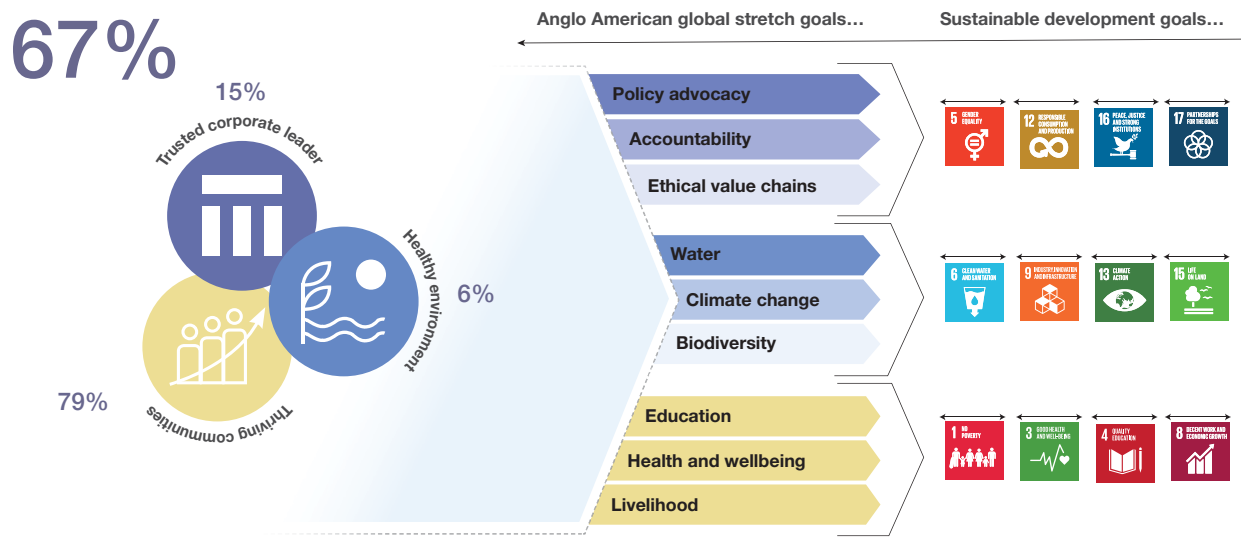 67%
Anglo American global stretch goals…
Sustainable development goals…
15%
Trusted corporate leader
Healthy environment
6%
79%
Thriving communities
Policy advocacy
Accountability
Ethical value chains
5 GENDER
EQUALITY
12 RESPONSIBLE
CONSUMPTION
AND PRODUCTION
16 PEACE, JUSTICE
AND STRONG
INSTITUTIONS
17 PARTNERSHIPS
FOR THE GOALS
Water
Climate change
Biodiversity
6 CLEAN WATER
AND SANITATION
9 INDUSTRY, INNOVATION
AND INFRASTRUCTURE
13 CLIMATE
ACTION
15 LIFE
ON LAND
Education
Health and wellbeing
Livelihood
1 NO
POVERTY
3 GOOD HEALTH
AND WELL-BEING
4 QUALITY
EDUCATION
8 DECENT WORK AND
ECONOMIC GROWTH